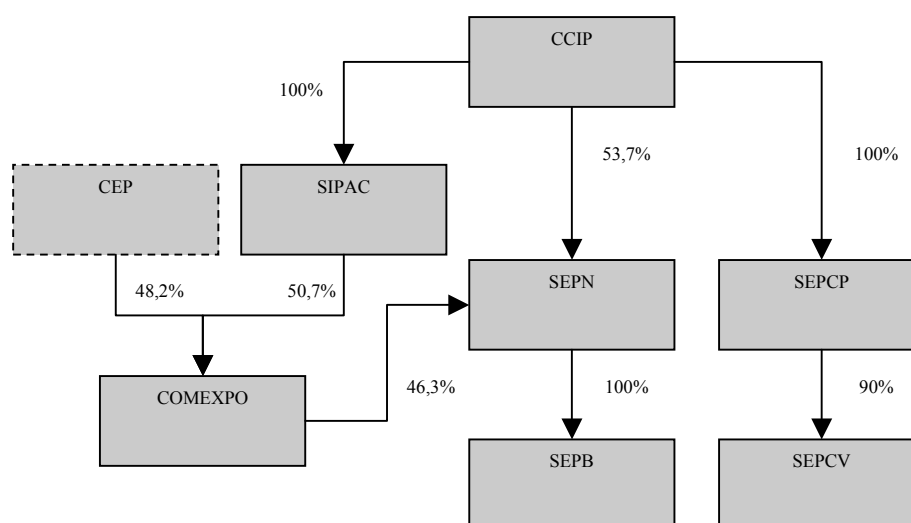 CCIP
100%
53,7%
100%
CEP
SIPAC
48,2%
50,7%
SEPN
SEPCP
COMEXPO
46,3%
100%
90%
SEPB
SEPCV